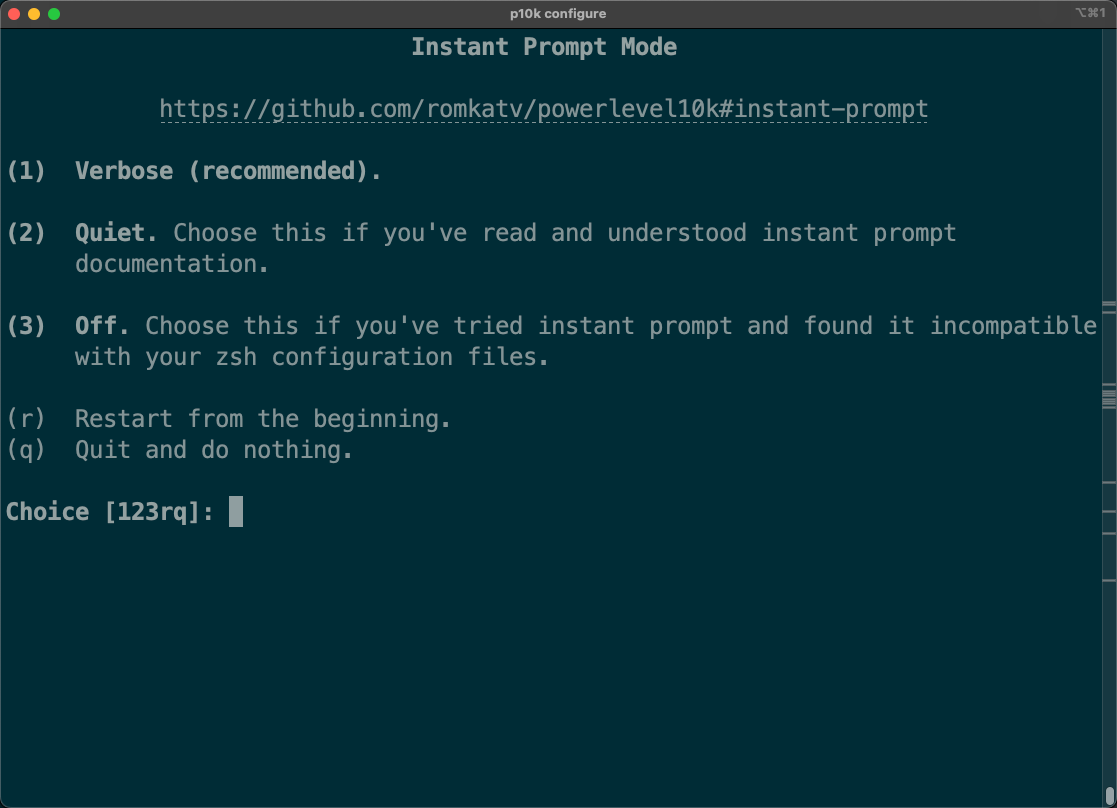 p10k configure
⌥⌘1
Instant Prompt Mode
https://github.com/romkatv/powerlevel10k#instant-prompt
(1)  Verbose (recommended).
(2)  Quiet. Choose this if you've read and understood instant prompt
documentation.
(3)  Off. Choose this if you've tried instant prompt and found it incompatible
with your zsh configuration files.
(r)  Restart from the beginning.
(q)  Quit and do nothing.
Choice [123rq]: